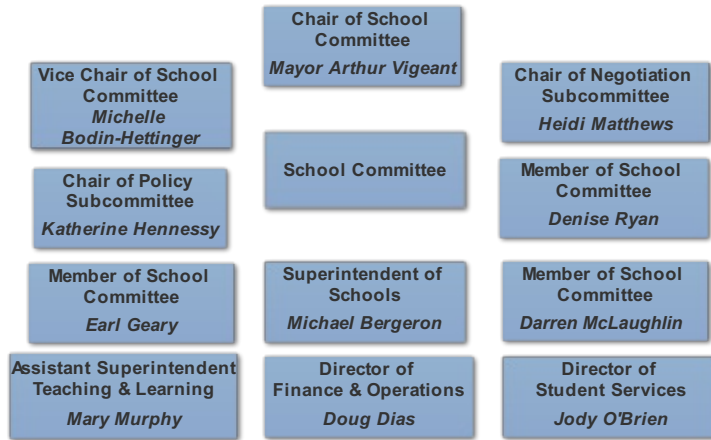 Chair of School
Committee
Mayor Arthur Vigeant
Vice Chair of School
Committee
Michelle
Bodin-Hettinger
Chair of Negotiation
Subcommittee
Heidi Matthews
School Committee
Chair of Policy
Subcommittee
Katherine Hennessy
Member of School
Committee
Denise Ryan
Member of School
Committee
Earl Geary
Superintendent of
Schools
Michael Bergeron
Member of School
Committee
Darren McLaughlin
Assistant Superintendent
Teaching & Learning
Mary Murphy
Director of
Finance & Operations
Doug Dias
Director of
Student Services
Jody O'Brien